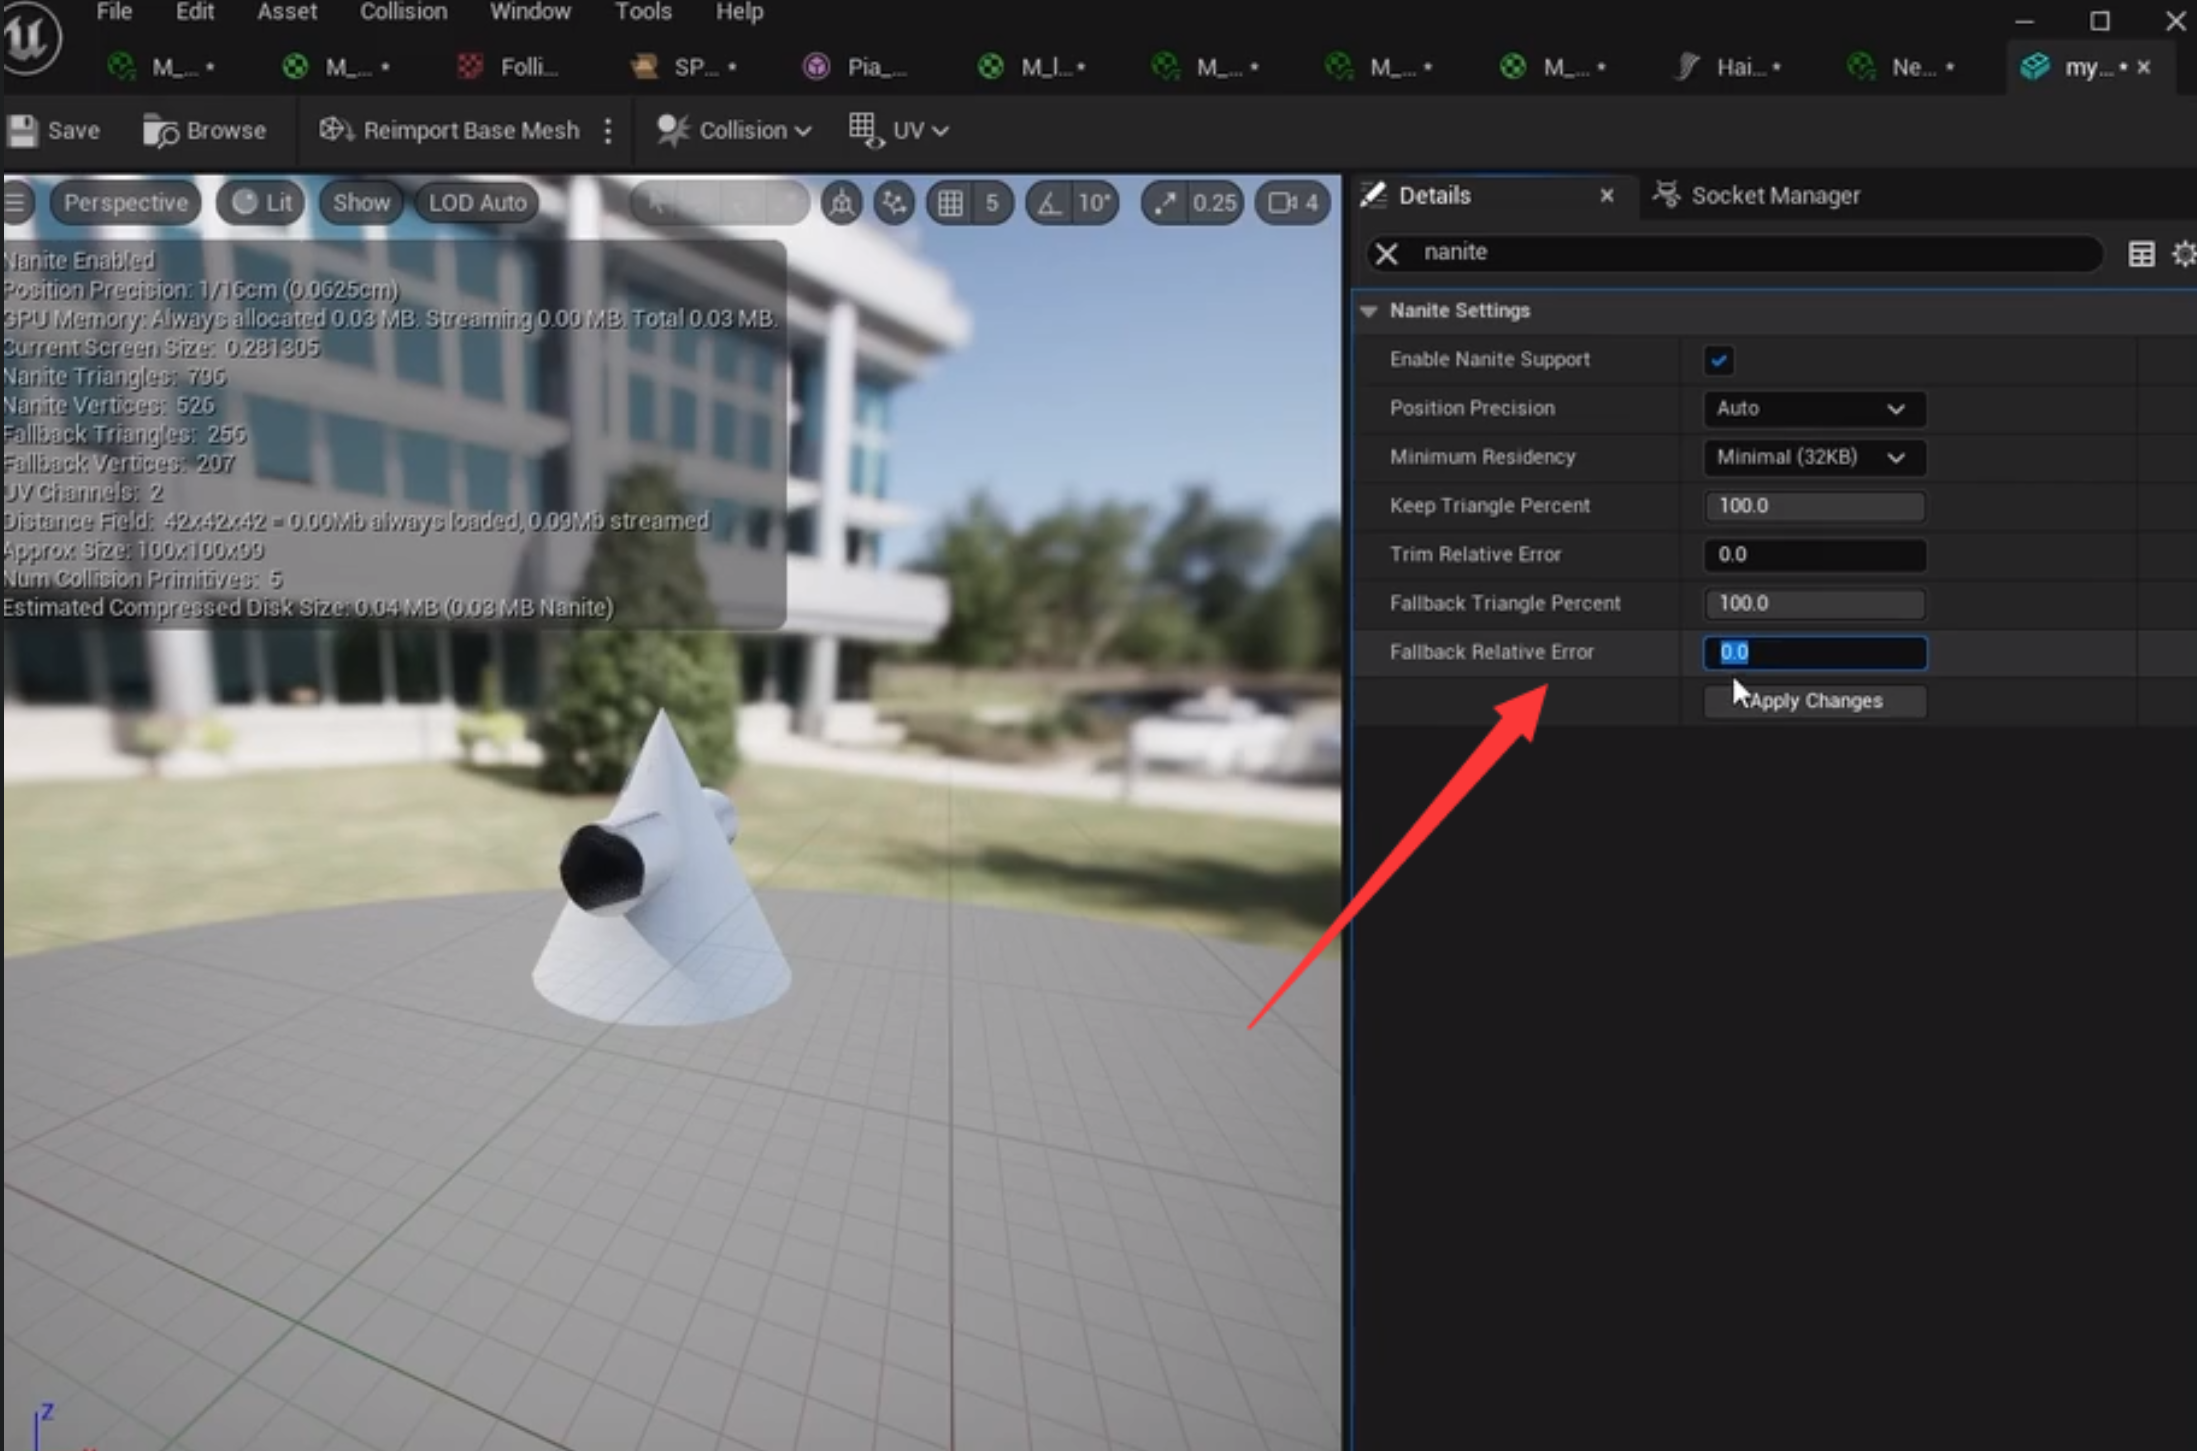 File Edit Asset Collision Window Tools Help
M_... • M_... • Folli... SP... • Pia_... M_l... • M_... • M_... • M_... • Hai... • Ne... • my... •
Save Browse Reimport Base Mesh Collision UV
Perspective Lit Show LOD Auto 5 10° 0.25 4
Nanite Enabled
Position Precision: 1/16cm (0.0625cm)
GPU Memory: Always allocated 0.03 MB. Streaming 0.00 MB. Total 0.03 MB.
Current Screen Size: 0.281305
Nanite Triangles: 796
Nanite Vertices: 526
Fallback Triangles: 256
Fallback Vertices: 207
UV Channels: 2
Distance Field: 42x42x42 = 0.00Mb always loaded, 0.09Mb streamed
Approx Size: 100x100x99
Num Collision Primitives: 5
Estimated Compressed Disk Size: 0.04 MB (0.03 MB Nanite)
Z
Details Socket Manager
nanite
Nanite Settings
Enable Nanite Support
Position Precision Auto
Minimum Residency Minimal (32KB)
Keep Triangle Percent 100.0
Trim Relative Error 0.0
Fallback Triangle Percent 100.0
Fallback Relative Error 0.0
Apply Changes